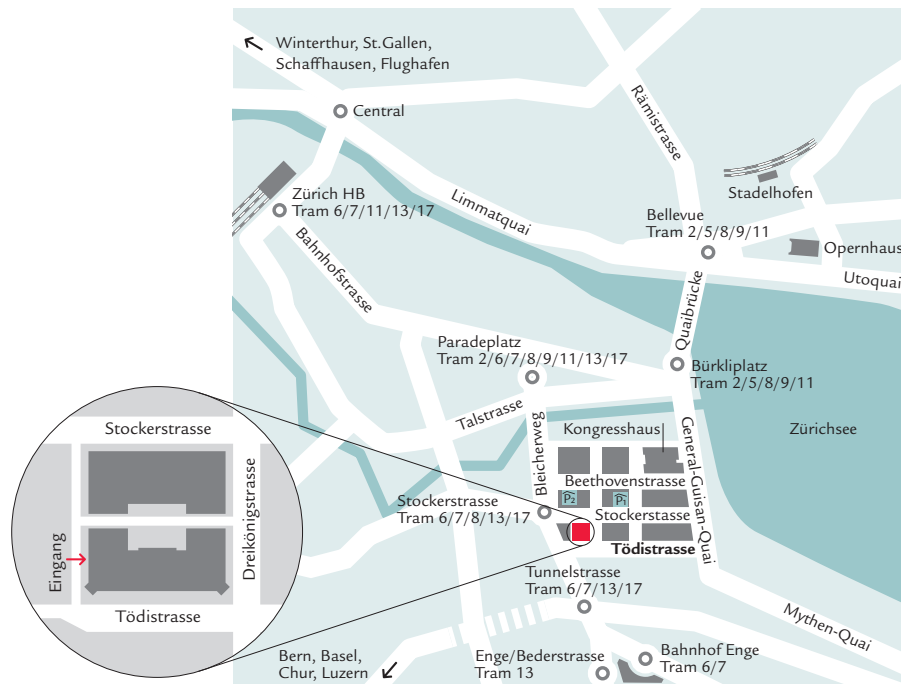 Winterthur, St.Gallen,
Schaffhausen, Flughafen
Central
Rämistrasse
Zürich HB
Tram 6/7/11/13/17
Limmatquai
Stadelhofen
Bellevue
Tram 2/5/8/9/11
Opernhaus
Utoquai
Bahnhofstrasse
Quaibrücke
Paradeplatz
Tram 2/6/7/8/9/11/13/17
Bürkliplatz
Tram 2/5/8/9/11
Talstrasse
Kongresshaus
Zürichsee
Bleicherweg
General-Guisan-Quai
Beethovenstrasse
P2
P1
Stockerstrasse
Tram 6/7/8/13/17
Stockerstasse
Tödistrasse
Stockerstrasse
Dreikönigstrasse
Eingang
Tödistrasse
Tunnelstrasse
Tram 6/7/13/17
Mythen-Quai
Bern, Basel,
Chur, Luzern
Enge/Bederstrasse
Tram 13
Bahnhof Enge
Tram 6/7